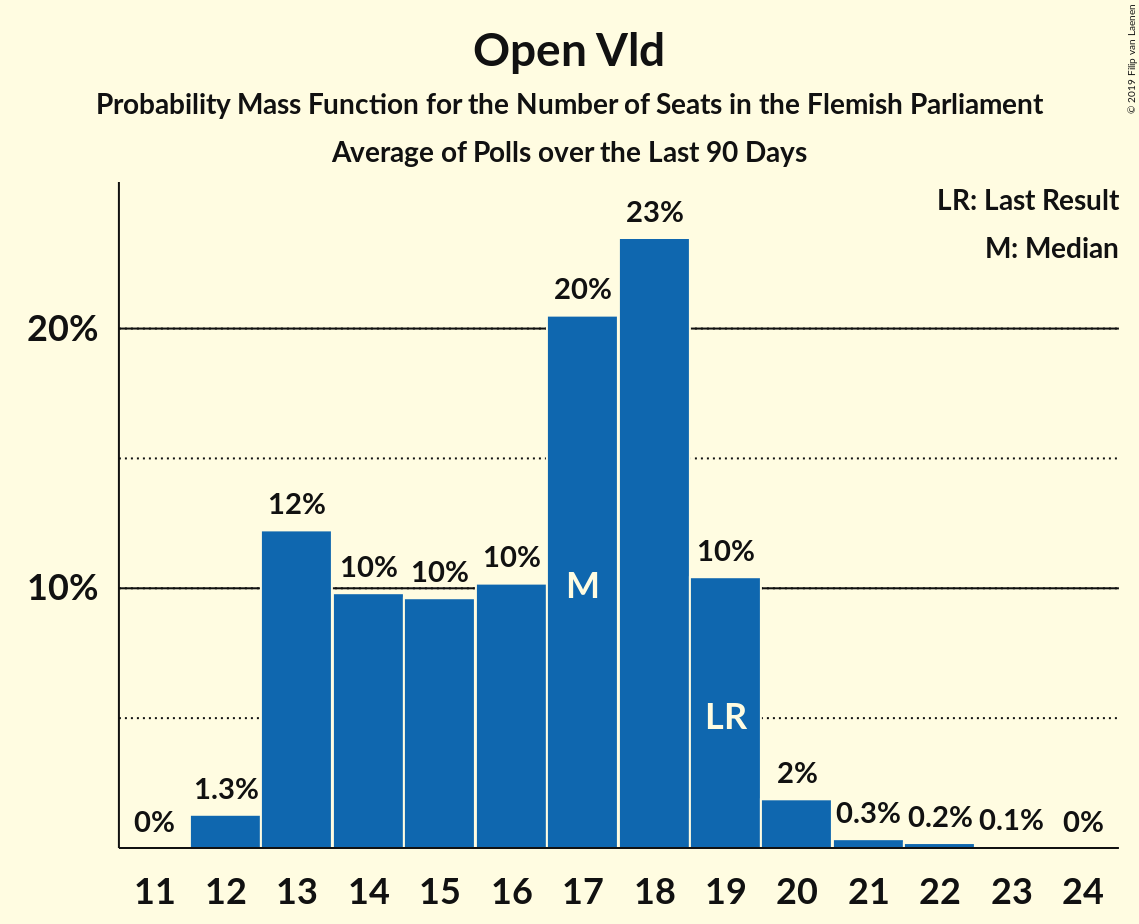 Open Vld
Probability Mass Function for the Number of Seats in the Flemish Parliament
Average of Polls over the Last 90 Days
© 2019 Filip van Laenen
LR: Last Result
M: Median
20%
10%
0%
1.3%
12%
10%
10%
10%
20%
23%
10%
2%
0.3%
0.2%
0.1%
0%
M
LR
11 12 13 14 15 16 17 18 19 20 21 22 23 24